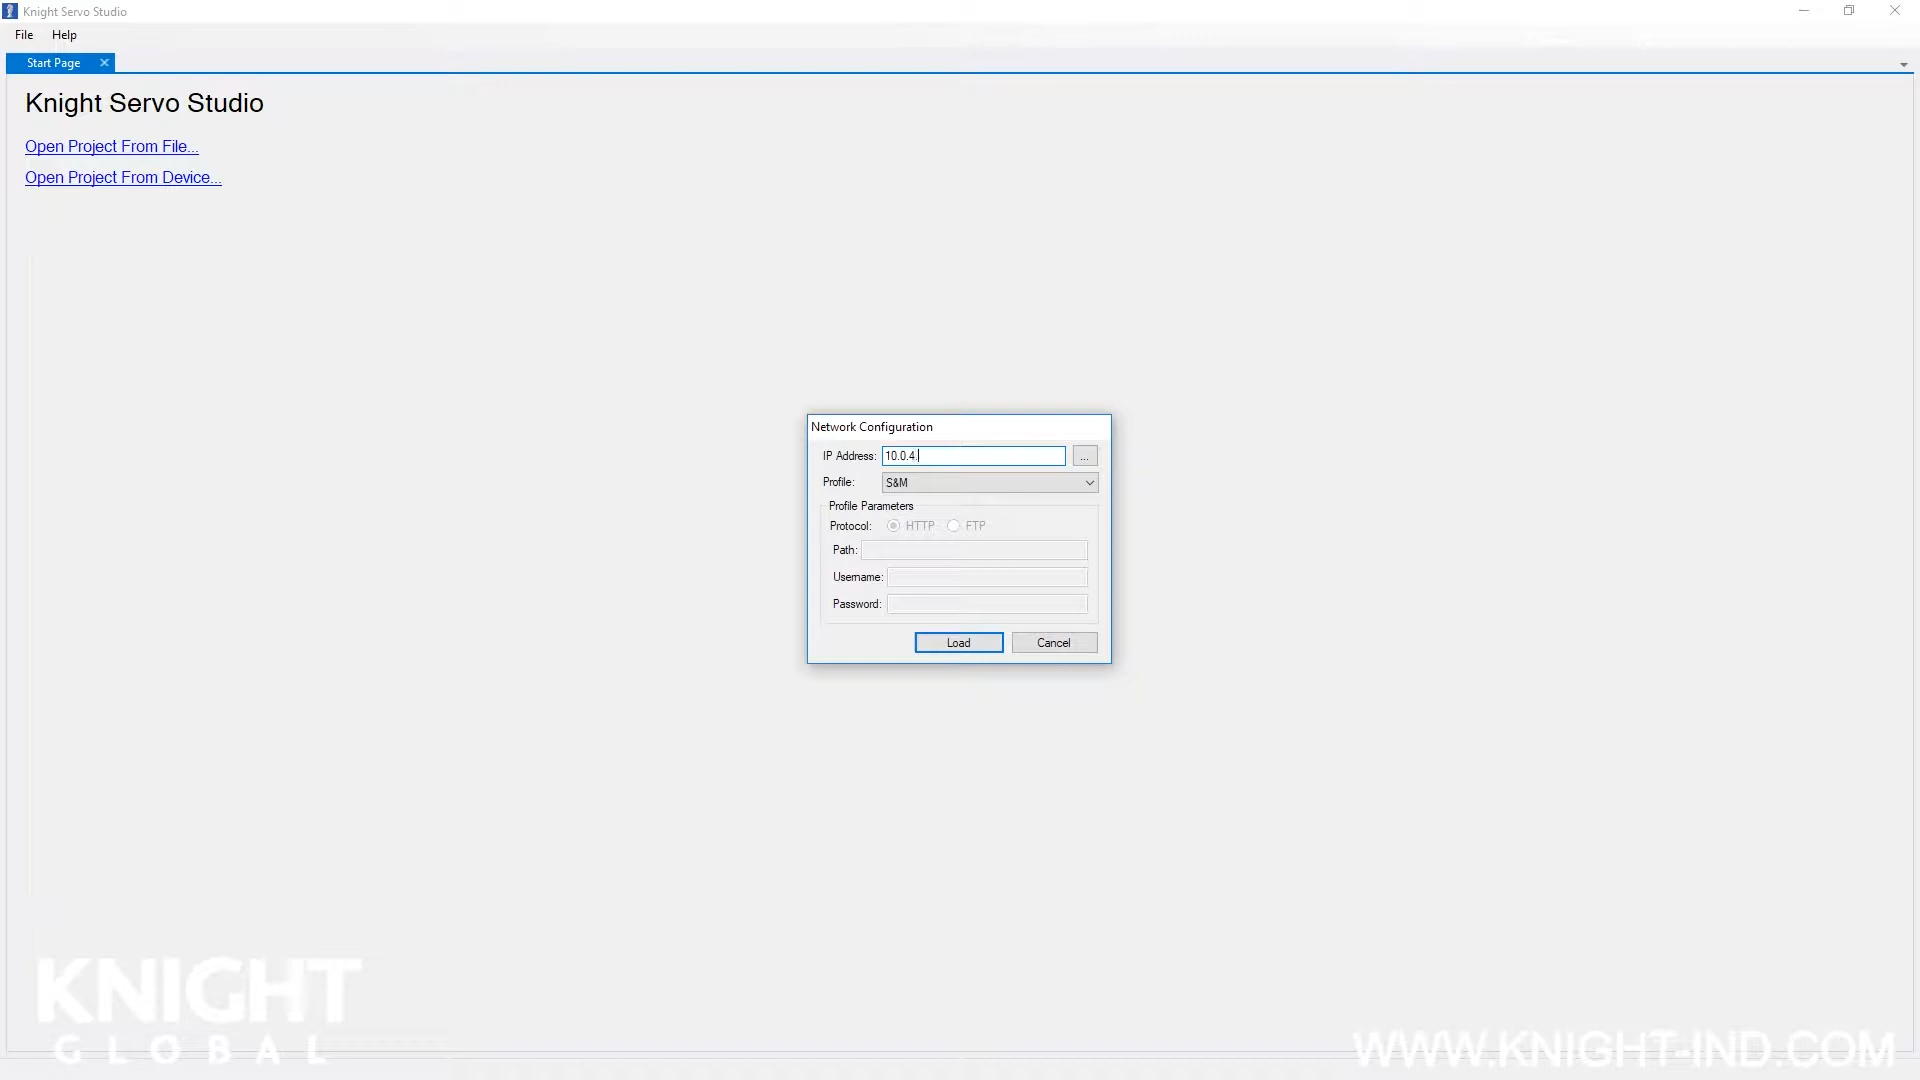 Knight Servo Studio
File Help
Start Page
Knight Servo Studio
Open Project From File...
Open Project From Device...
Network Configuration
IP Address: 10.0.4. ...
Profile: S&M
Profile Parameters
Protocol: HTTP FTP
Path:
Username:
Password:
Load Cancel
KNIGHT
GLOBAL
WWW.KNIGHT-IND.COM